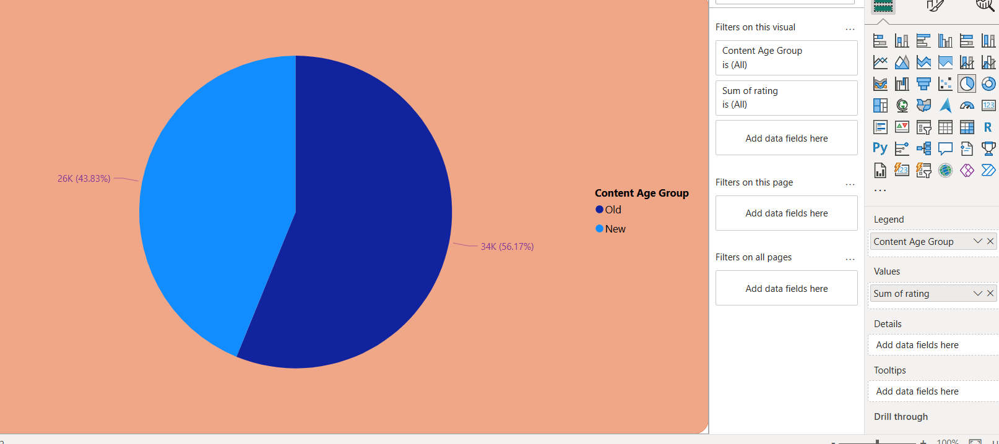 26K (43.83%)
34K (56.17%)
Content Age Group
Old
New
Filters on this visual
...
Content Age Group
is (All)
Sum of rating
is (All)
Add data fields here
Filters on this page
...
Add data fields here
Filters on all pages
...
Add data fields here
123
R
Py
123
...
Legend
Content Age Group
Values
Sum of rating
Details
Add data fields here
Tooltips
Add data fields here
Drill through
100%